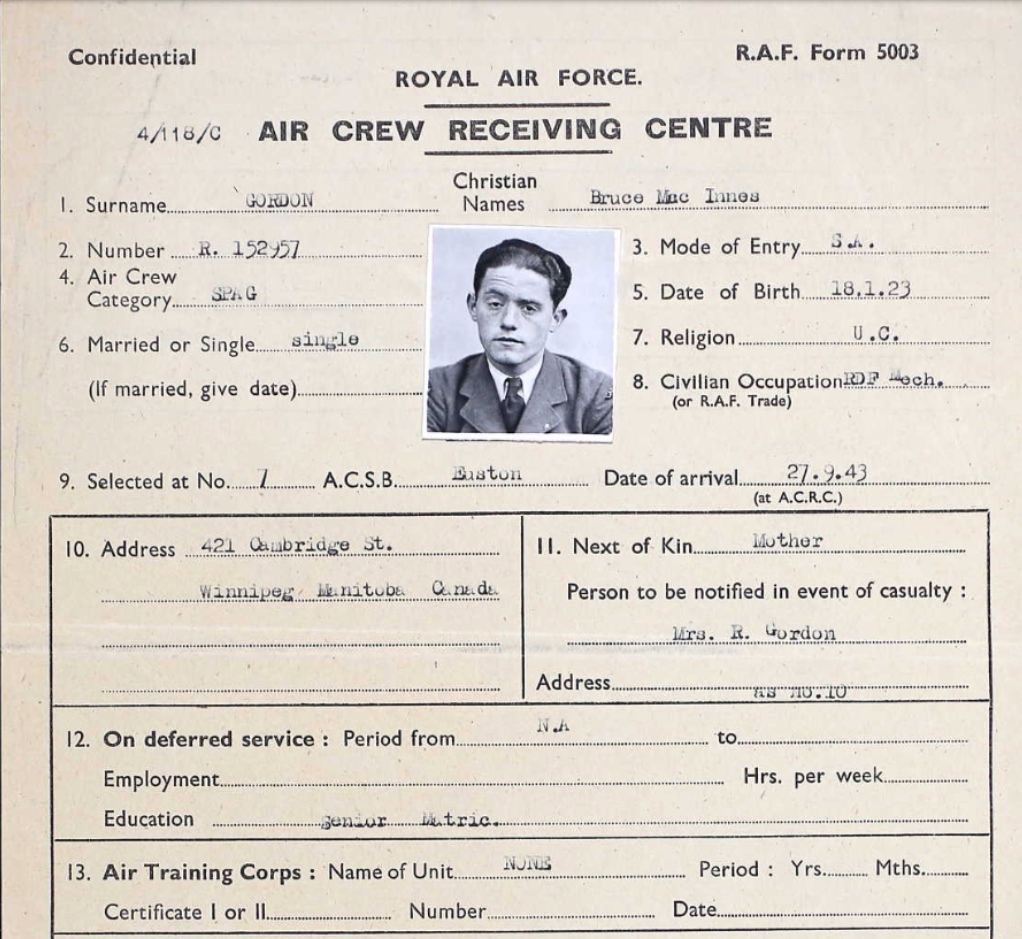 Confidential
R.A.F. Form 5003
ROYAL AIR FORCE.
4/118/C AIR CREW RECEIVING CENTRE
1. Surname GORDON Christian Names Bruce Mac Innes
2. Number R. 152957 3. Mode of Entry S.A.
4. Air Crew Category SPAG 5. Date of Birth 18.1.23
6. Married or Single single 7. Religion U.C.
(If married, give date) 8. Civilian Occupation RDF Mech.
(or R.A.F. Trade)
9. Selected at No. 7 A.C.S.B. Euston Date of arrival 27.9.43
(at A.C.R.C.)
10. Address 421 Cambridge St.
Winnipeg Manitoba Canada
11. Next of Kin Mother
Person to be notified in event of casualty :
Mrs. R. Gordon
Address as no.10
12. On deferred service : Period from N.A to
Employment Hrs. per week
Education Senior Matric.
13. Air Training Corps : Name of Unit NONE Period : Yrs. Mths.
Certificate I or II Number Date